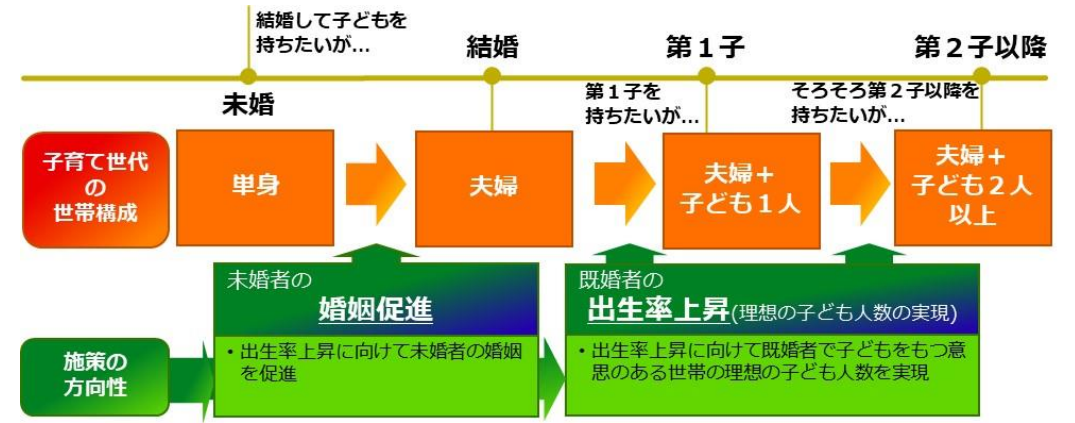 結婚して子どもを
持ちたいが...
結婚
第１子
第２子以降
未婚
第１子を
持ちたいが...
そろそろ第２子以降を
持ちたいが...
子育て世代
の
世帯構成
単身
夫婦
夫婦＋
子ども１人
夫婦＋
子ども２人
以上
未婚者の
婚姻促進
・出生率上昇に向けて未婚者の婚姻
を促進
既婚者の
出生率上昇(理想の子ども人数の実現)
・出生率上昇に向けて既婚者で子どもをもつ意
思のある世帯の理想の子ども人数を実現
施策の
方向性